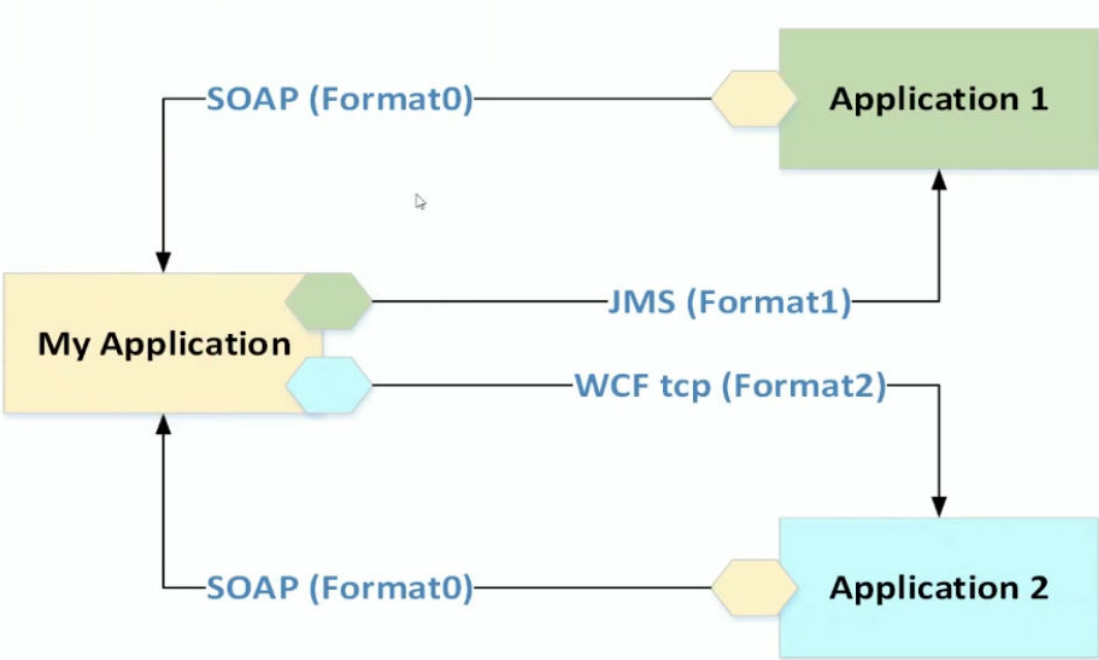 SOAP (Format0)
Application 1
JMS (Format1)
My Application
WCF tcp (Format2)
SOAP (Format0)
Application 2